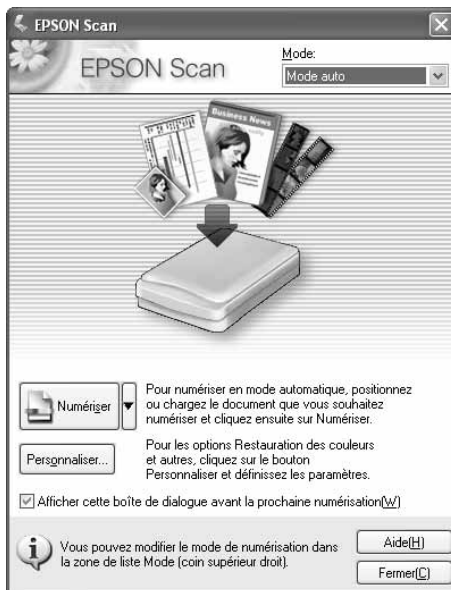 EPSON Scan
EPSON Scan
Mode:
Mode auto
Business News
Numériser
Pour numériser en mode automatique, positionnez
ou chargez le document que vous souhaitez
numériser et cliquez ensuite sur Numériser.
Personnaliser...
Pour les options Restauration des couleurs
et autres, cliquez sur le bouton
Personnaliser et définissez les paramètres.
Afficher cette boîte de dialogue avant la prochaine numérisation(W)
Vous pouvez modifier le mode de numérisation dans
la zone de liste Mode (coin supérieur droit).
Aide(H)
Fermer(C)